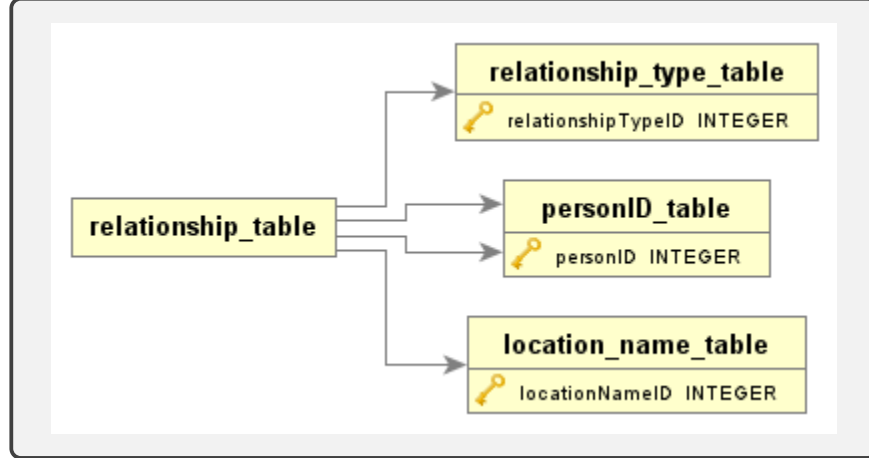 relationship_type_table
relationshipTypeID INTEGER
relationship_table
personID_table
personID INTEGER
location_name_table
locationNameID INTEGER